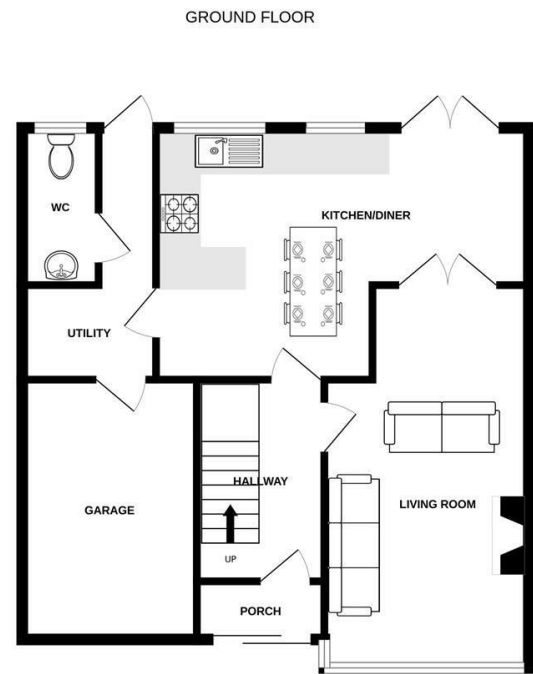 GROUND FLOOR
WC
KITCHEN/DINER
UTILITY
HALLWAY
LIVING ROOM
GARAGE
UP
PORCH